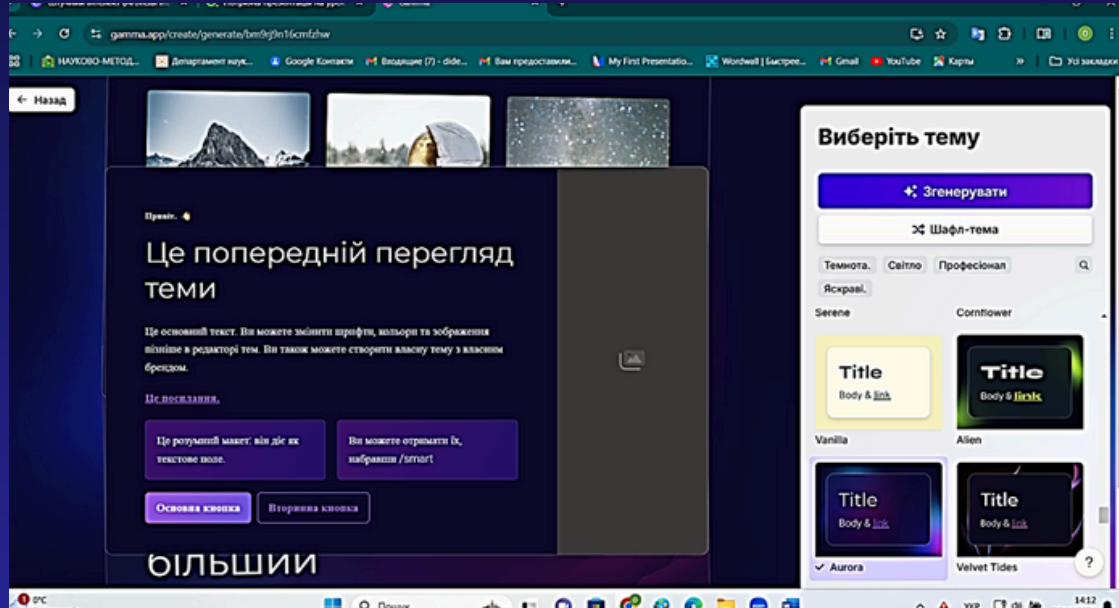 gamma.app/create/generate/bm9rj9n16cmfzhw
НАУКОВО-МЕТОД...
Департамент наук...
Google Контакти
Входящие (7) - dide...
Вам предоставили...
My First Presentatio...
Wordwall | Быстрее...
Gmail
YouTube
Карты
»
Усі закладки
← Назад
Виберіть тему
Згенерувати
Шафл-тема
Темнота.
Світло
Професіонал
Яскраві.
Serene
Cornflower
Title
Body & link
Vanilla
Title
Body & link
Alien
Title
Body & link
Aurora
Title
Body & link
Velvet Tides
?
Привіт.
Це попередній перегляд
теми
Це основний текст. Ви можете змінити шрифти, кольори та зображення
пізніше в редакторі тем. Ви також можете створити власну тему з власним
брендом.
Це посилання.
Це розумний макет: він діє як
текстове поле.
Ви можете отримати їх,
набравши /smart
Основна кнопка
Вторинна кнопка
більший
0°C
Пошук
УКР
14:12